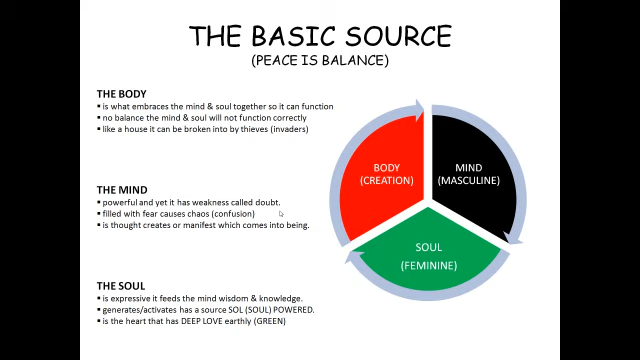 THE BASIC SOURCE
(PEACE IS BALANCE)
THE BODY
▪ is what embraces the mind & soul together so it can function
▪ no balance the mind & soul will not function correctly
▪ like a house it can be broken into by thieves (invaders)
THE MIND
▪ powerful and yet it has weakness called doubt.
▪ filled with fear causes chaos (confusion)
▪ is thought creates or manifest which comes into being.
THE SOUL
▪ is expressive it feeds the mind wisdom & knowledge.
▪ generates/activates has a source SOL (SOUL) POWERED.
▪ is the heart that has DEEP LOVE earthly (GREEN)
BODY
(CREATION)
MIND
(MASCULINE)
SOUL
(FEMININE)